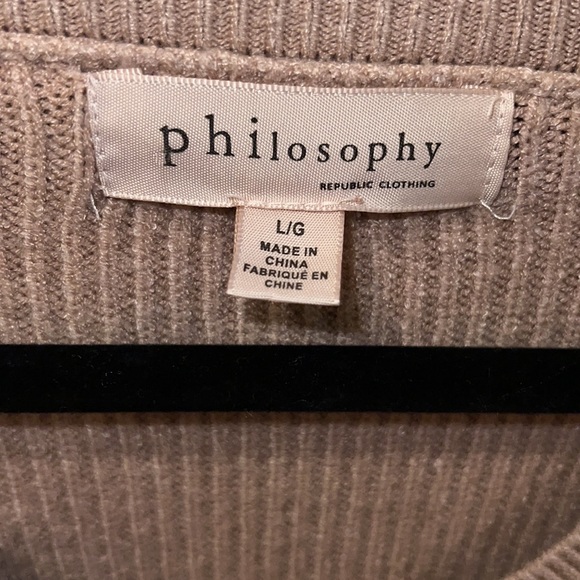 philosophy
REPUBLIC CLOTHING
L/G
MADE IN
CHINA
FABRIQUÉ EN
CHINE